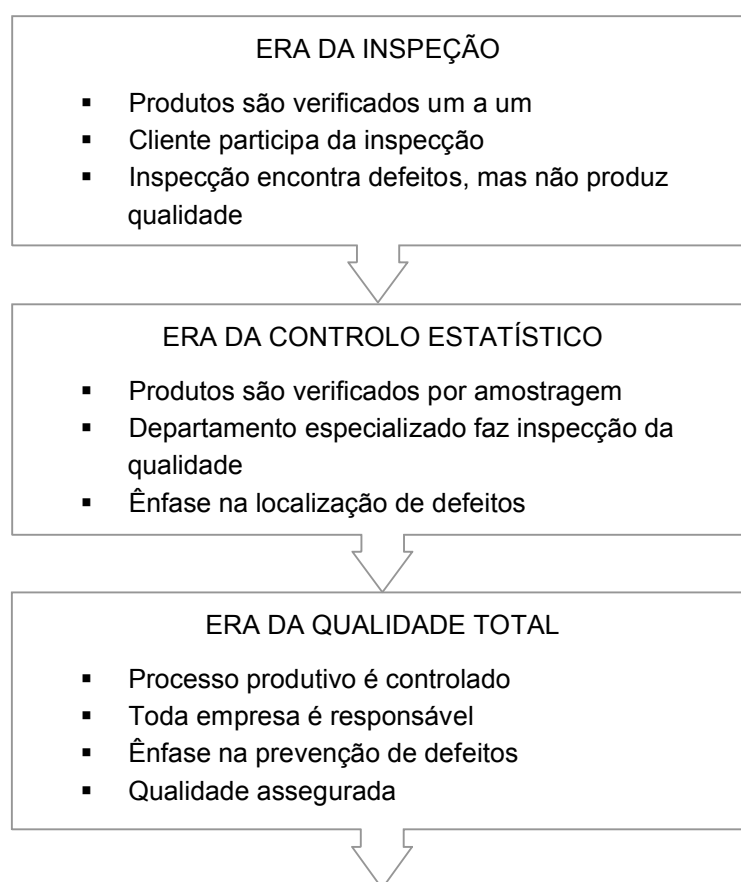 ERA DA INSPEÇÃO
▪ Produtos são verificados um a um
▪ Cliente participa da inspecção
▪ Inspecção encontra defeitos, mas não produz
qualidade
ERA DA CONTROLO ESTATÍSTICO
▪ Produtos são verificados por amostragem
▪ Departamento especializado faz inspecção da
qualidade
▪ Ênfase na localização de defeitos
ERA DA QUALIDADE TOTAL
▪ Processo produtivo é controlado
▪ Toda empresa é responsável
▪ Ênfase na prevenção de defeitos
▪ Qualidade assegurada